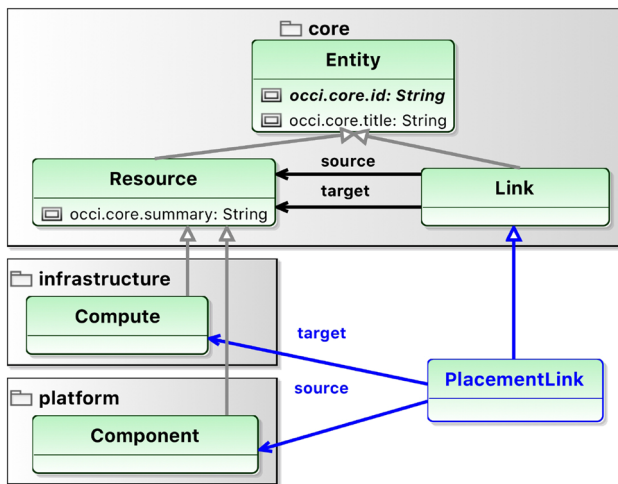 core
Entity
occi.core.id: String
occi.core.title: String
Resource
occi.core.summary: String
source
target
Link
infrastructure
Compute
target
PlacementLink
source
platform
Component